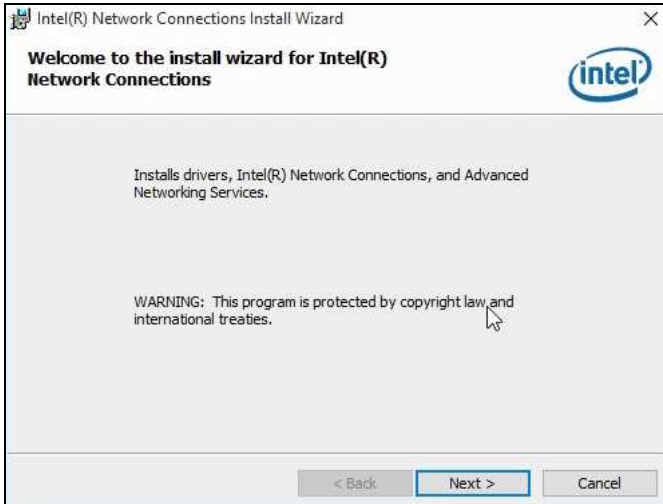 Intel(R) Network Connections Install Wizard
Welcome to the install wizard for Intel(R)
Network Connections
intel
Installs drivers, Intel(R) Network Connections, and Advanced
Networking Services.
WARNING: This program is protected by copyright law and
international treaties.
< Back
Next >
Cancel